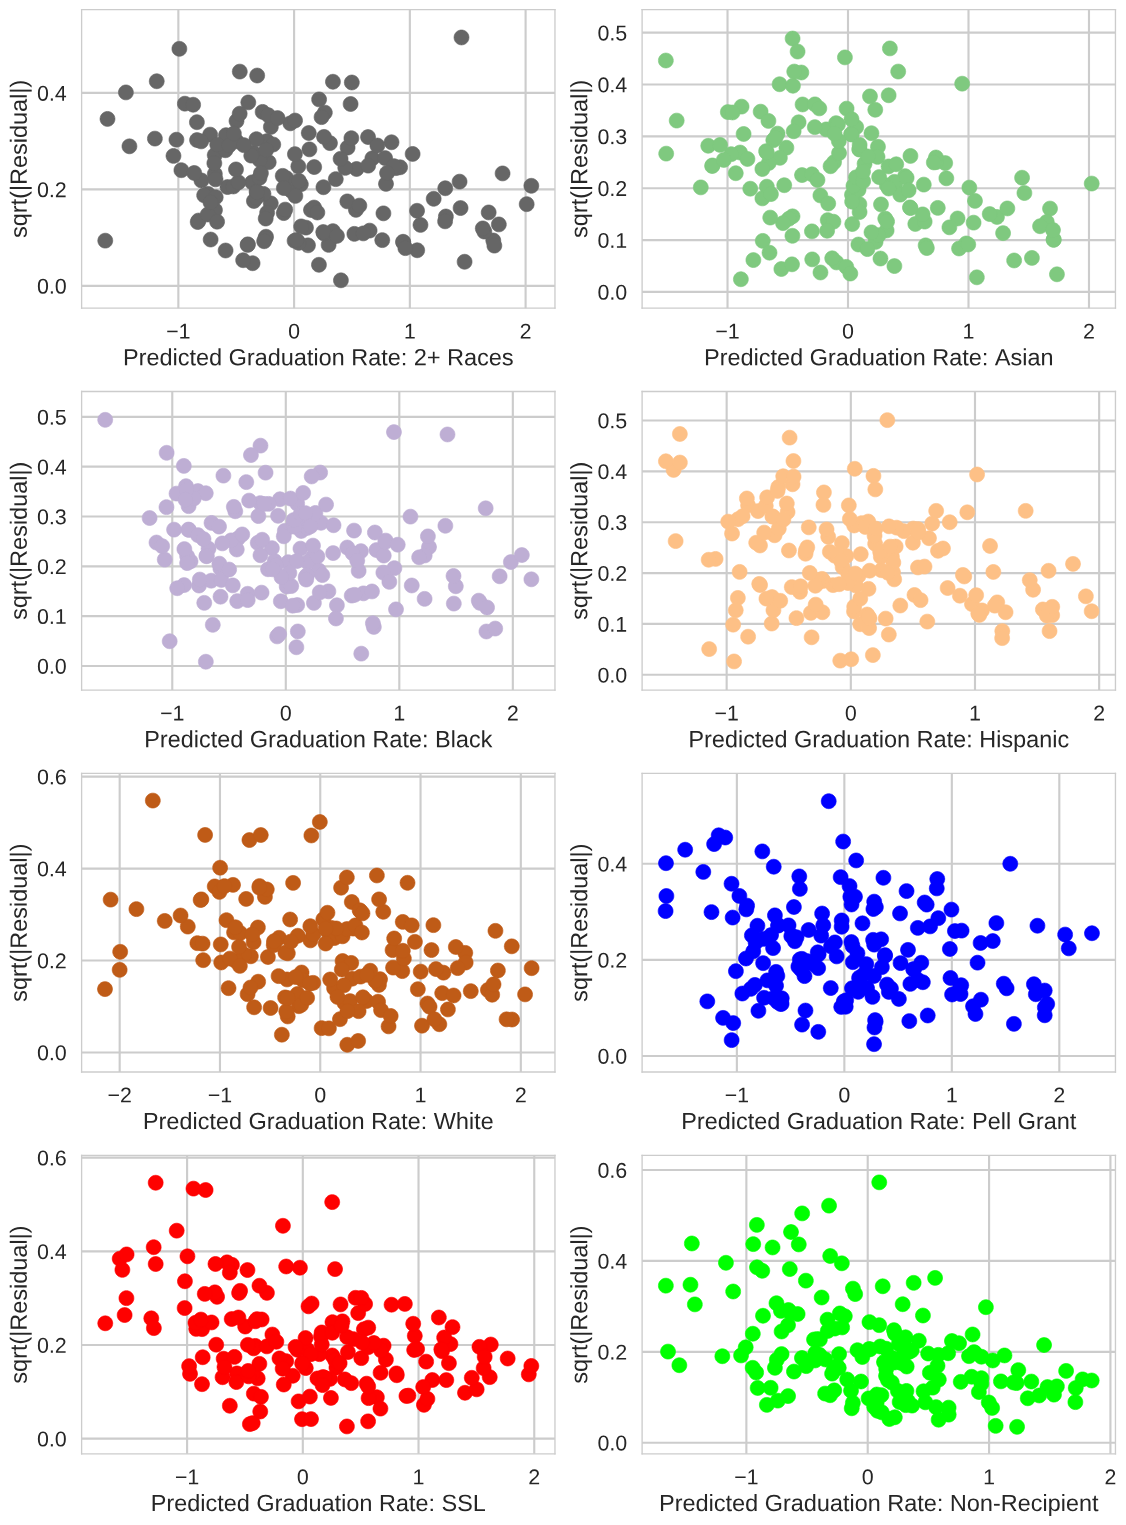 sqrt(|Residual|)
0.4
0.2
0.0
−1 0 1 2
Predicted Graduation Rate: 2+ Races
sqrt(|Residual|)
0.5
0.4
0.3
0.2
0.1
0.0
−1 0 1 2
Predicted Graduation Rate: Asian
sqrt(|Residual|)
0.5
0.4
0.3
0.2
0.1
0.0
−1 0 1 2
Predicted Graduation Rate: Black
sqrt(|Residual|)
0.5
0.4
0.3
0.2
0.1
0.0
−1 0 1 2
Predicted Graduation Rate: Hispanic
sqrt(|Residual|)
0.6
0.4
0.2
0.0
−2 −1 0 1 2
Predicted Graduation Rate: White
sqrt(|Residual|)
0.4
0.2
0.0
−1 0 1 2
Predicted Graduation Rate: Pell Grant
sqrt(|Residual|)
0.6
0.4
0.2
0.0
−1 0 1 2
Predicted Graduation Rate: SSL
sqrt(|Residual|)
0.6
0.4
0.2
0.0
−1 0 1 2
Predicted Graduation Rate: Non-Recipient